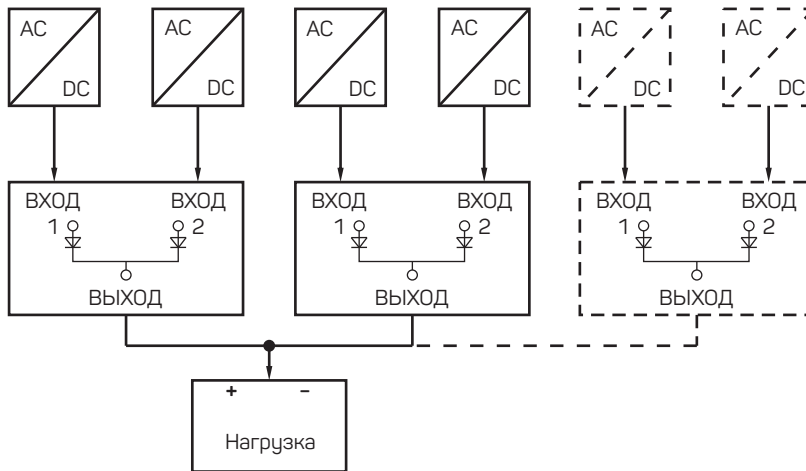 AC AC AC AC AC AC
DC DC DC DC DC DC
ВХОД ВХОД ВХОД ВХОД ВХОД ВХОД
1 2 1 2 1 2
ВЫХОД ВЫХОД ВЫХОД
+ −
Нагрузка